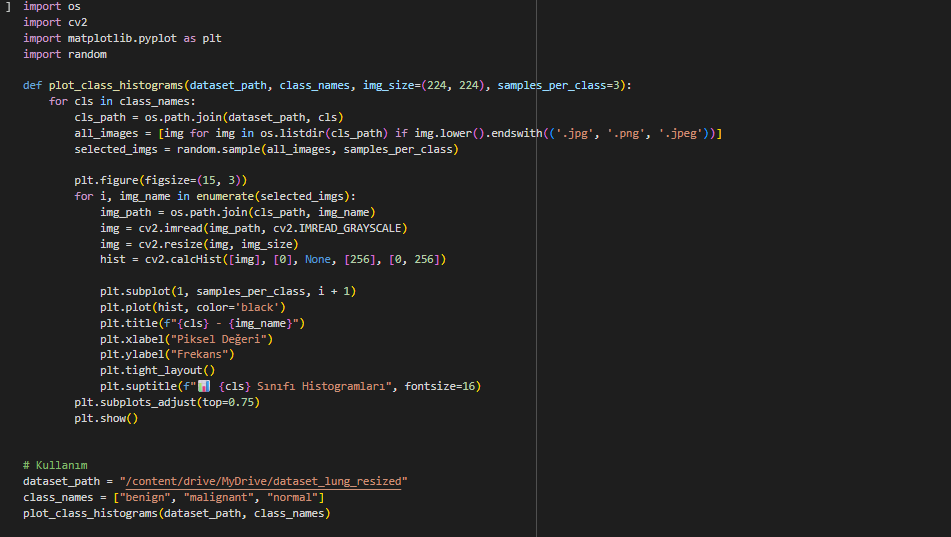 ]  import os
import cv2
import matplotlib.pyplot as plt
import random

def plot_class_histograms(dataset_path, class_names, img_size=(224, 224), samples_per_class=3):
    for cls in class_names:
        cls_path = os.path.join(dataset_path, cls)
        all_images = [img for img in os.listdir(cls_path) if img.lower().endswith(('.jpg', '.png', '.jpeg'))]
        selected_imgs = random.sample(all_images, samples_per_class)

        plt.figure(figsize=(15, 3))
        for i, img_name in enumerate(selected_imgs):
            img_path = os.path.join(cls_path, img_name)
            img = cv2.imread(img_path, cv2.IMREAD_GRAYSCALE)
            img = cv2.resize(img, img_size)
            hist = cv2.calcHist([img], [0], None, [256], [0, 256])

            plt.subplot(1, samples_per_class, i + 1)
            plt.plot(hist, color='black')
            plt.title(f"{cls} - {img_name}")
            plt.xlabel("Piksel Değeri")
            plt.ylabel("Frekans")
            plt.tight_layout()
            plt.suptitle(f"📊 {cls} Sınıfı Histogramları", fontsize=16)
        plt.subplots_adjust(top=0.75)
        plt.show()


# Kullanım
dataset_path = "/content/drive/MyDrive/dataset_lung_resized"
class_names = ["benign", "malignant", "normal"]
plot_class_histograms(dataset_path, class_names)